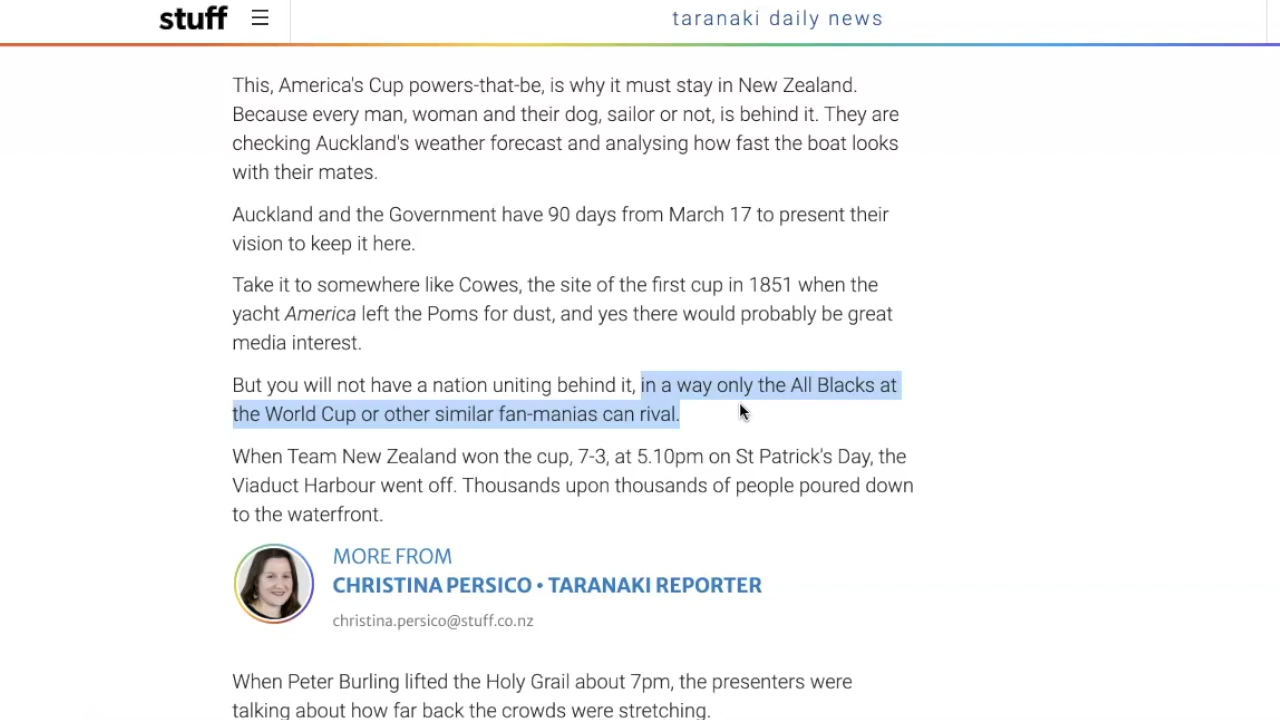 stuff
taranaki daily news
This, America's Cup powers-that-be, is why it must stay in New Zealand.
Because every man, woman and their dog, sailor or not, is behind it. They are
checking Auckland's weather forecast and analysing how fast the boat looks
with their mates.
Auckland and the Government have 90 days from March 17 to present their
vision to keep it here.
Take it to somewhere like Cowes, the site of the first cup in 1851 when the
yacht America left the Poms for dust, and yes there would probably be great
media interest.
But you will not have a nation uniting behind it, in a way only the All Blacks at
the World Cup or other similar fan-manias can rival.
When Team New Zealand won the cup, 7-3, at 5.10pm on St Patrick's Day, the
Viaduct Harbour went off. Thousands upon thousands of people poured down
to the waterfront.
MORE FROM
CHRISTINA PERSICO • TARANAKI REPORTER
christina.persico@stuff.co.nz
When Peter Burling lifted the Holy Grail about 7pm, the presenters were
talking about how far back the crowds were stretching.